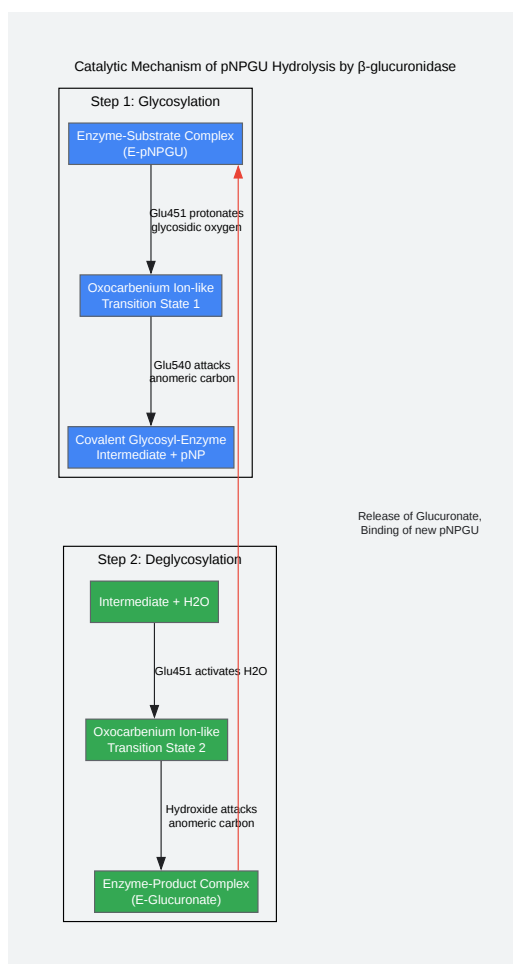 Catalytic Mechanism of pNPGU Hydrolysis by β-glucuronidase
Step 1: Glycosylation
Enzyme-Substrate Complex
(E-pNPGU)
Glu451 protonates
glycosidic oxygen
Oxocarbenium Ion-like
Transition State 1
Glu540 attacks
anomeric carbon
Covalent Glycosyl-Enzyme
Intermediate + pNP
Release of Glucuronate,
Binding of new pNPGU
Step 2: Deglycosylation
Intermediate + H2O
Glu451 activates H2O
Oxocarbenium Ion-like
Transition State 2
Hydroxide attacks
anomeric carbon
Enzyme-Product Complex
(E-Glucuronate)